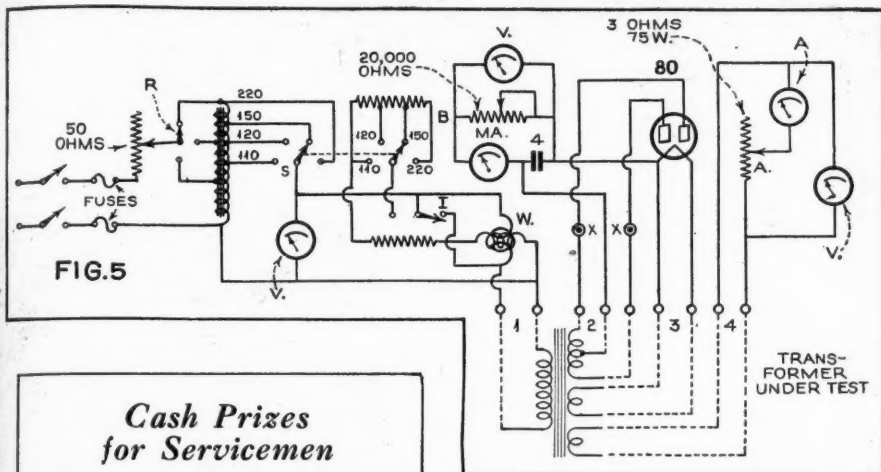 V.
3 OHMS
75W.
A
20,000
OHMS
80
R
220
150
120
110
50
OHMS
S
FUSES
120
150
110
220
B
MA.
4
I
W.
X
X
A.
V.
V.
FIG.5
1
2
3
4
TRANS-
FORMER
UNDER TEST
Cash Prizes
for Servicemen